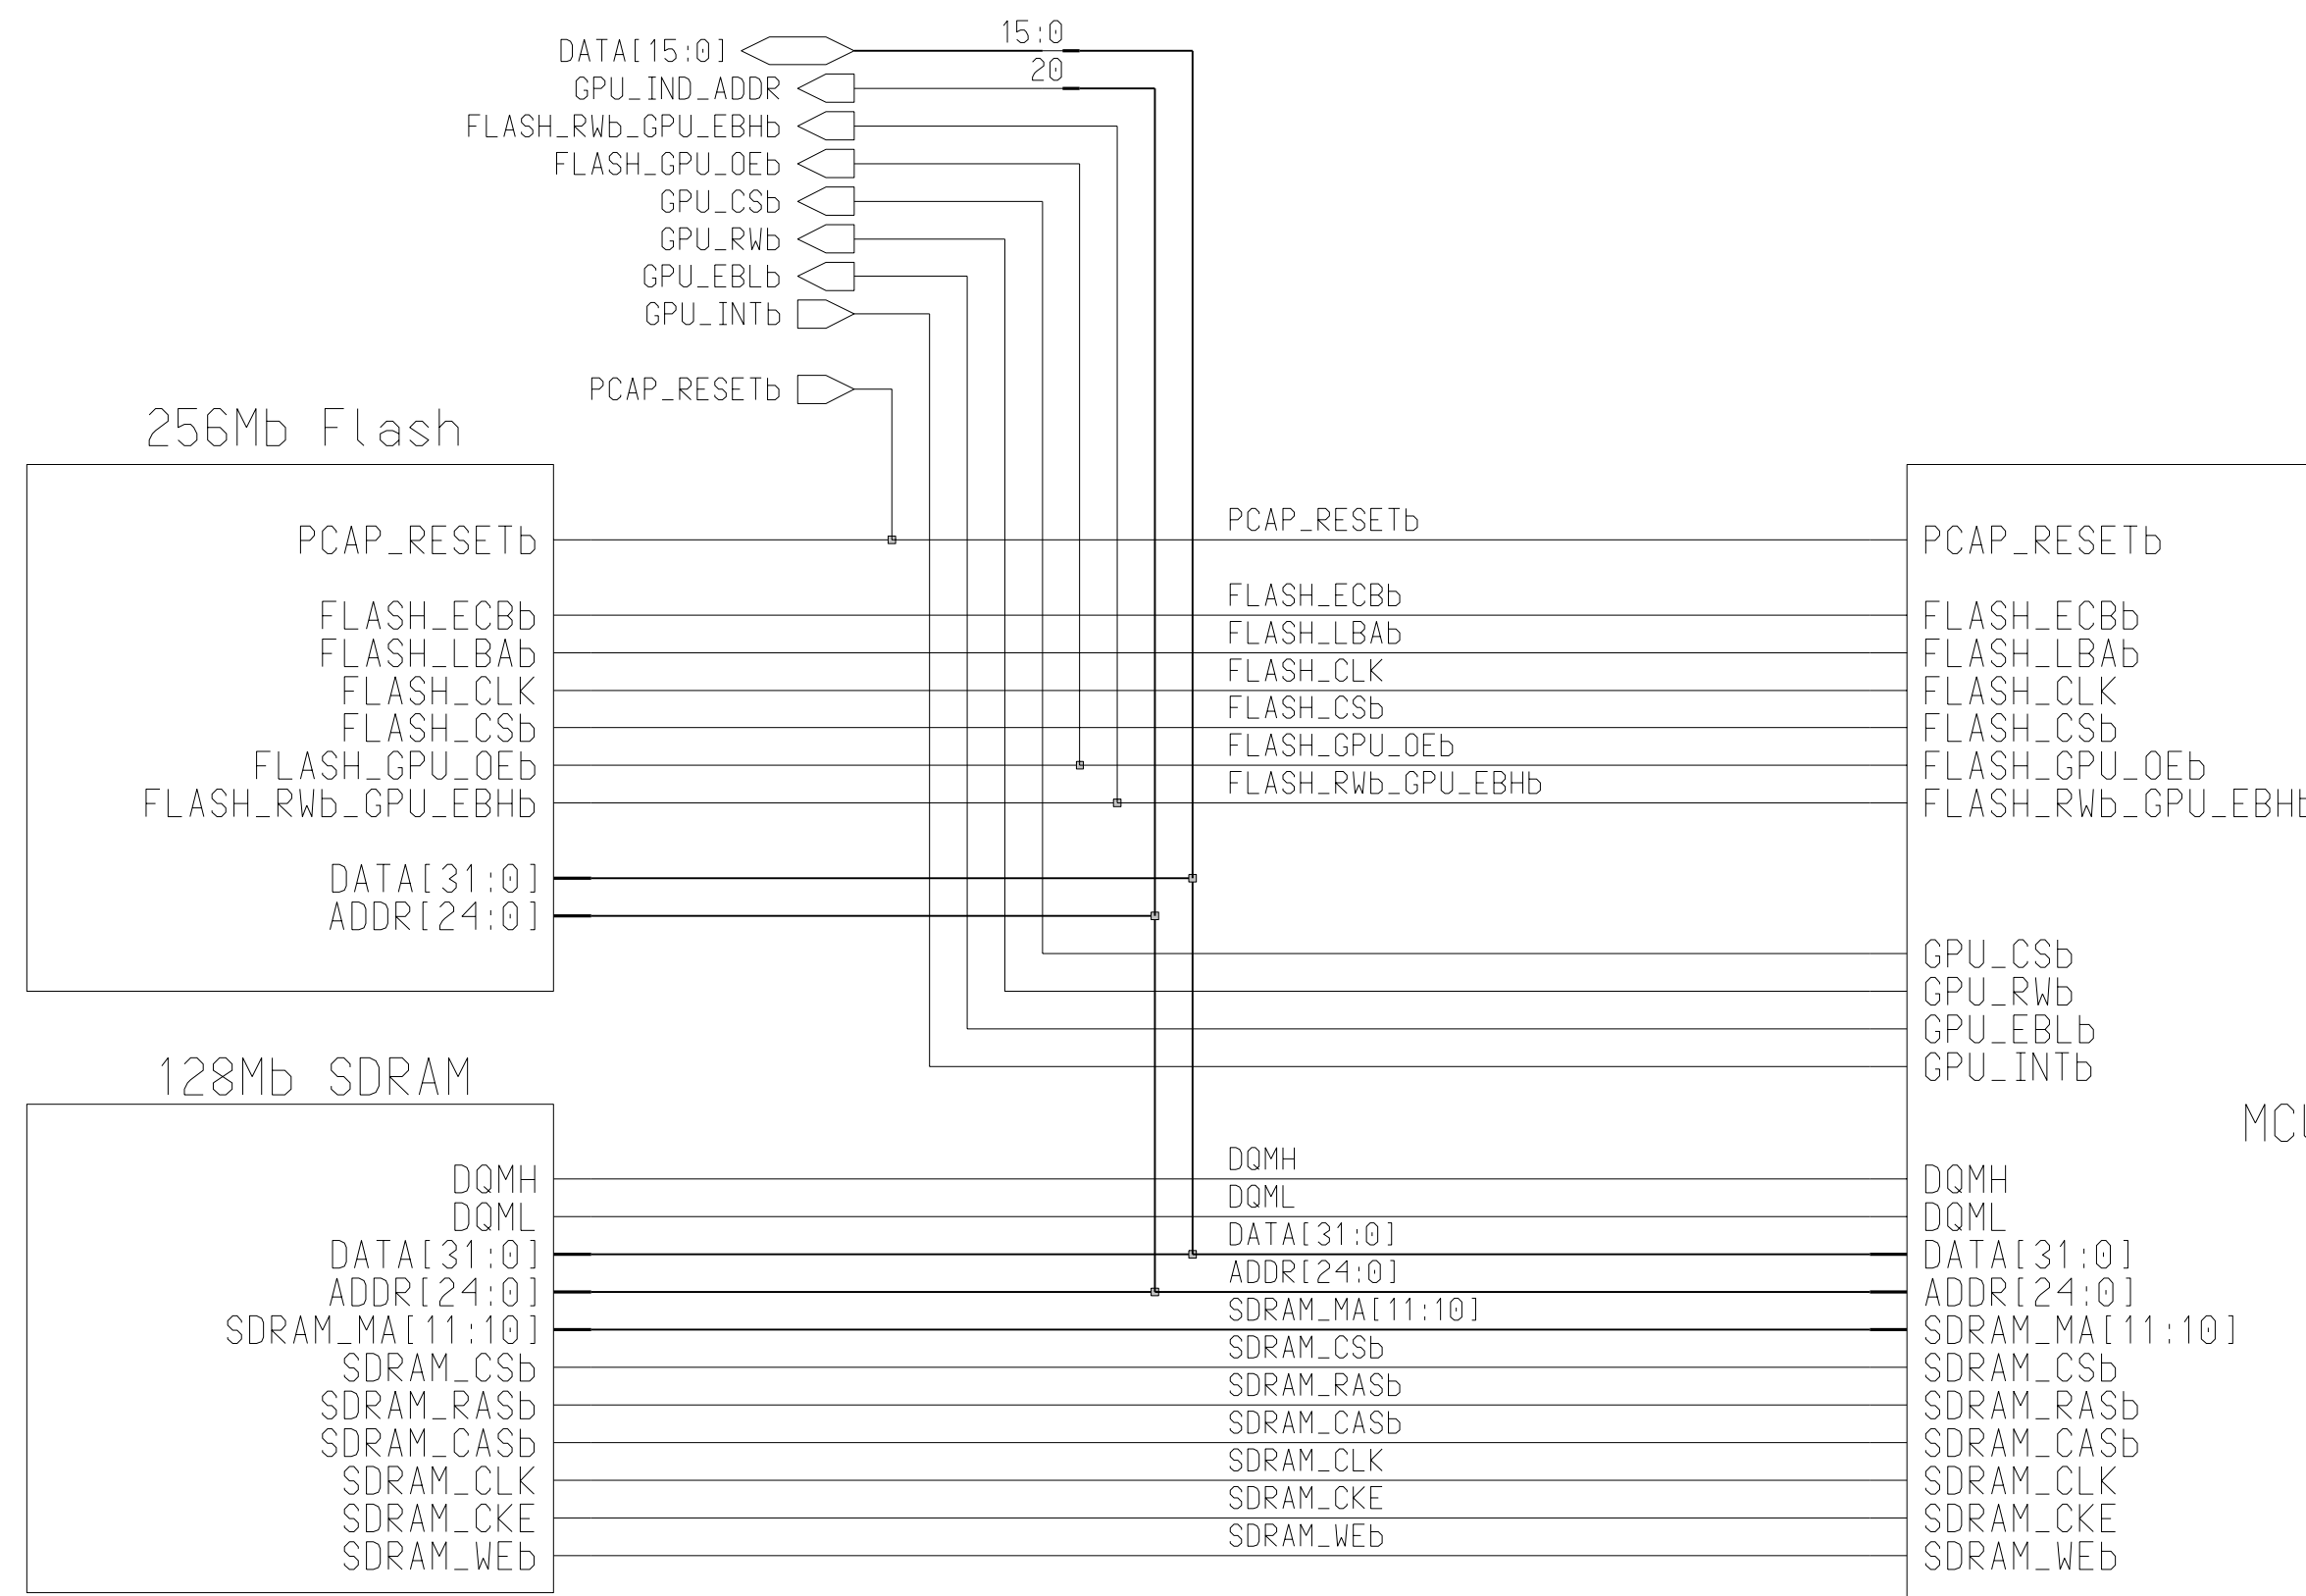 15:0
DATA[15:0]
20
GPU_IND_ADDR
FLASH_RWb_GPU_EBHb
FLASH_GPU_OEb
GPU_CSb
GPU_RWb
GPU_EBLb
GPU_INTb
PCAP_RESETb
256Mb Flash
PCAP_RESETb
FLASH_ECBb
FLASH_LBAb
FLASH_CLK
FLASH_CSb
FLASH_GPU_OEb
FLASH_RWb_GPU_EBHb
DATA[31:0]
ADDR[24:0]
128Mb SDRAM
DQMH
DQML
DATA[31:0]
ADDR[24:0]
SDRAM_MA[11:10]
SDRAM_CSb
SDRAM_RASb
SDRAM_CASb
SDRAM_CLK
SDRAM_CKE
SDRAM_WEb
PCAP_RESETb
FLASH_ECBb
FLASH_LBAb
FLASH_CLK
FLASH_CSb
FLASH_GPU_OEb
FLASH_RWb_GPU_EBHb
DQMH
DQML
DATA[31:0]
ADDR[24:0]
SDRAM_MA[11:10]
SDRAM_CSb
SDRAM_RASb
SDRAM_CASb
SDRAM_CLK
SDRAM_CKE
SDRAM_WEb
PCAP_RESETb
FLASH_ECBb
FLASH_LBAb
FLASH_CLK
FLASH_CSb
FLASH_GPU_OEb
FLASH_RWb_GPU_EBHb
GPU_CSb
GPU_RWb
GPU_EBLb
GPU_INTb
MCU
DQMH
DQML
DATA[31:0]
ADDR[24:0]
SDRAM_MA[11:10]
SDRAM_CSb
SDRAM_RASb
SDRAM_CASb
SDRAM_CLK
SDRAM_CKE
SDRAM_WEb